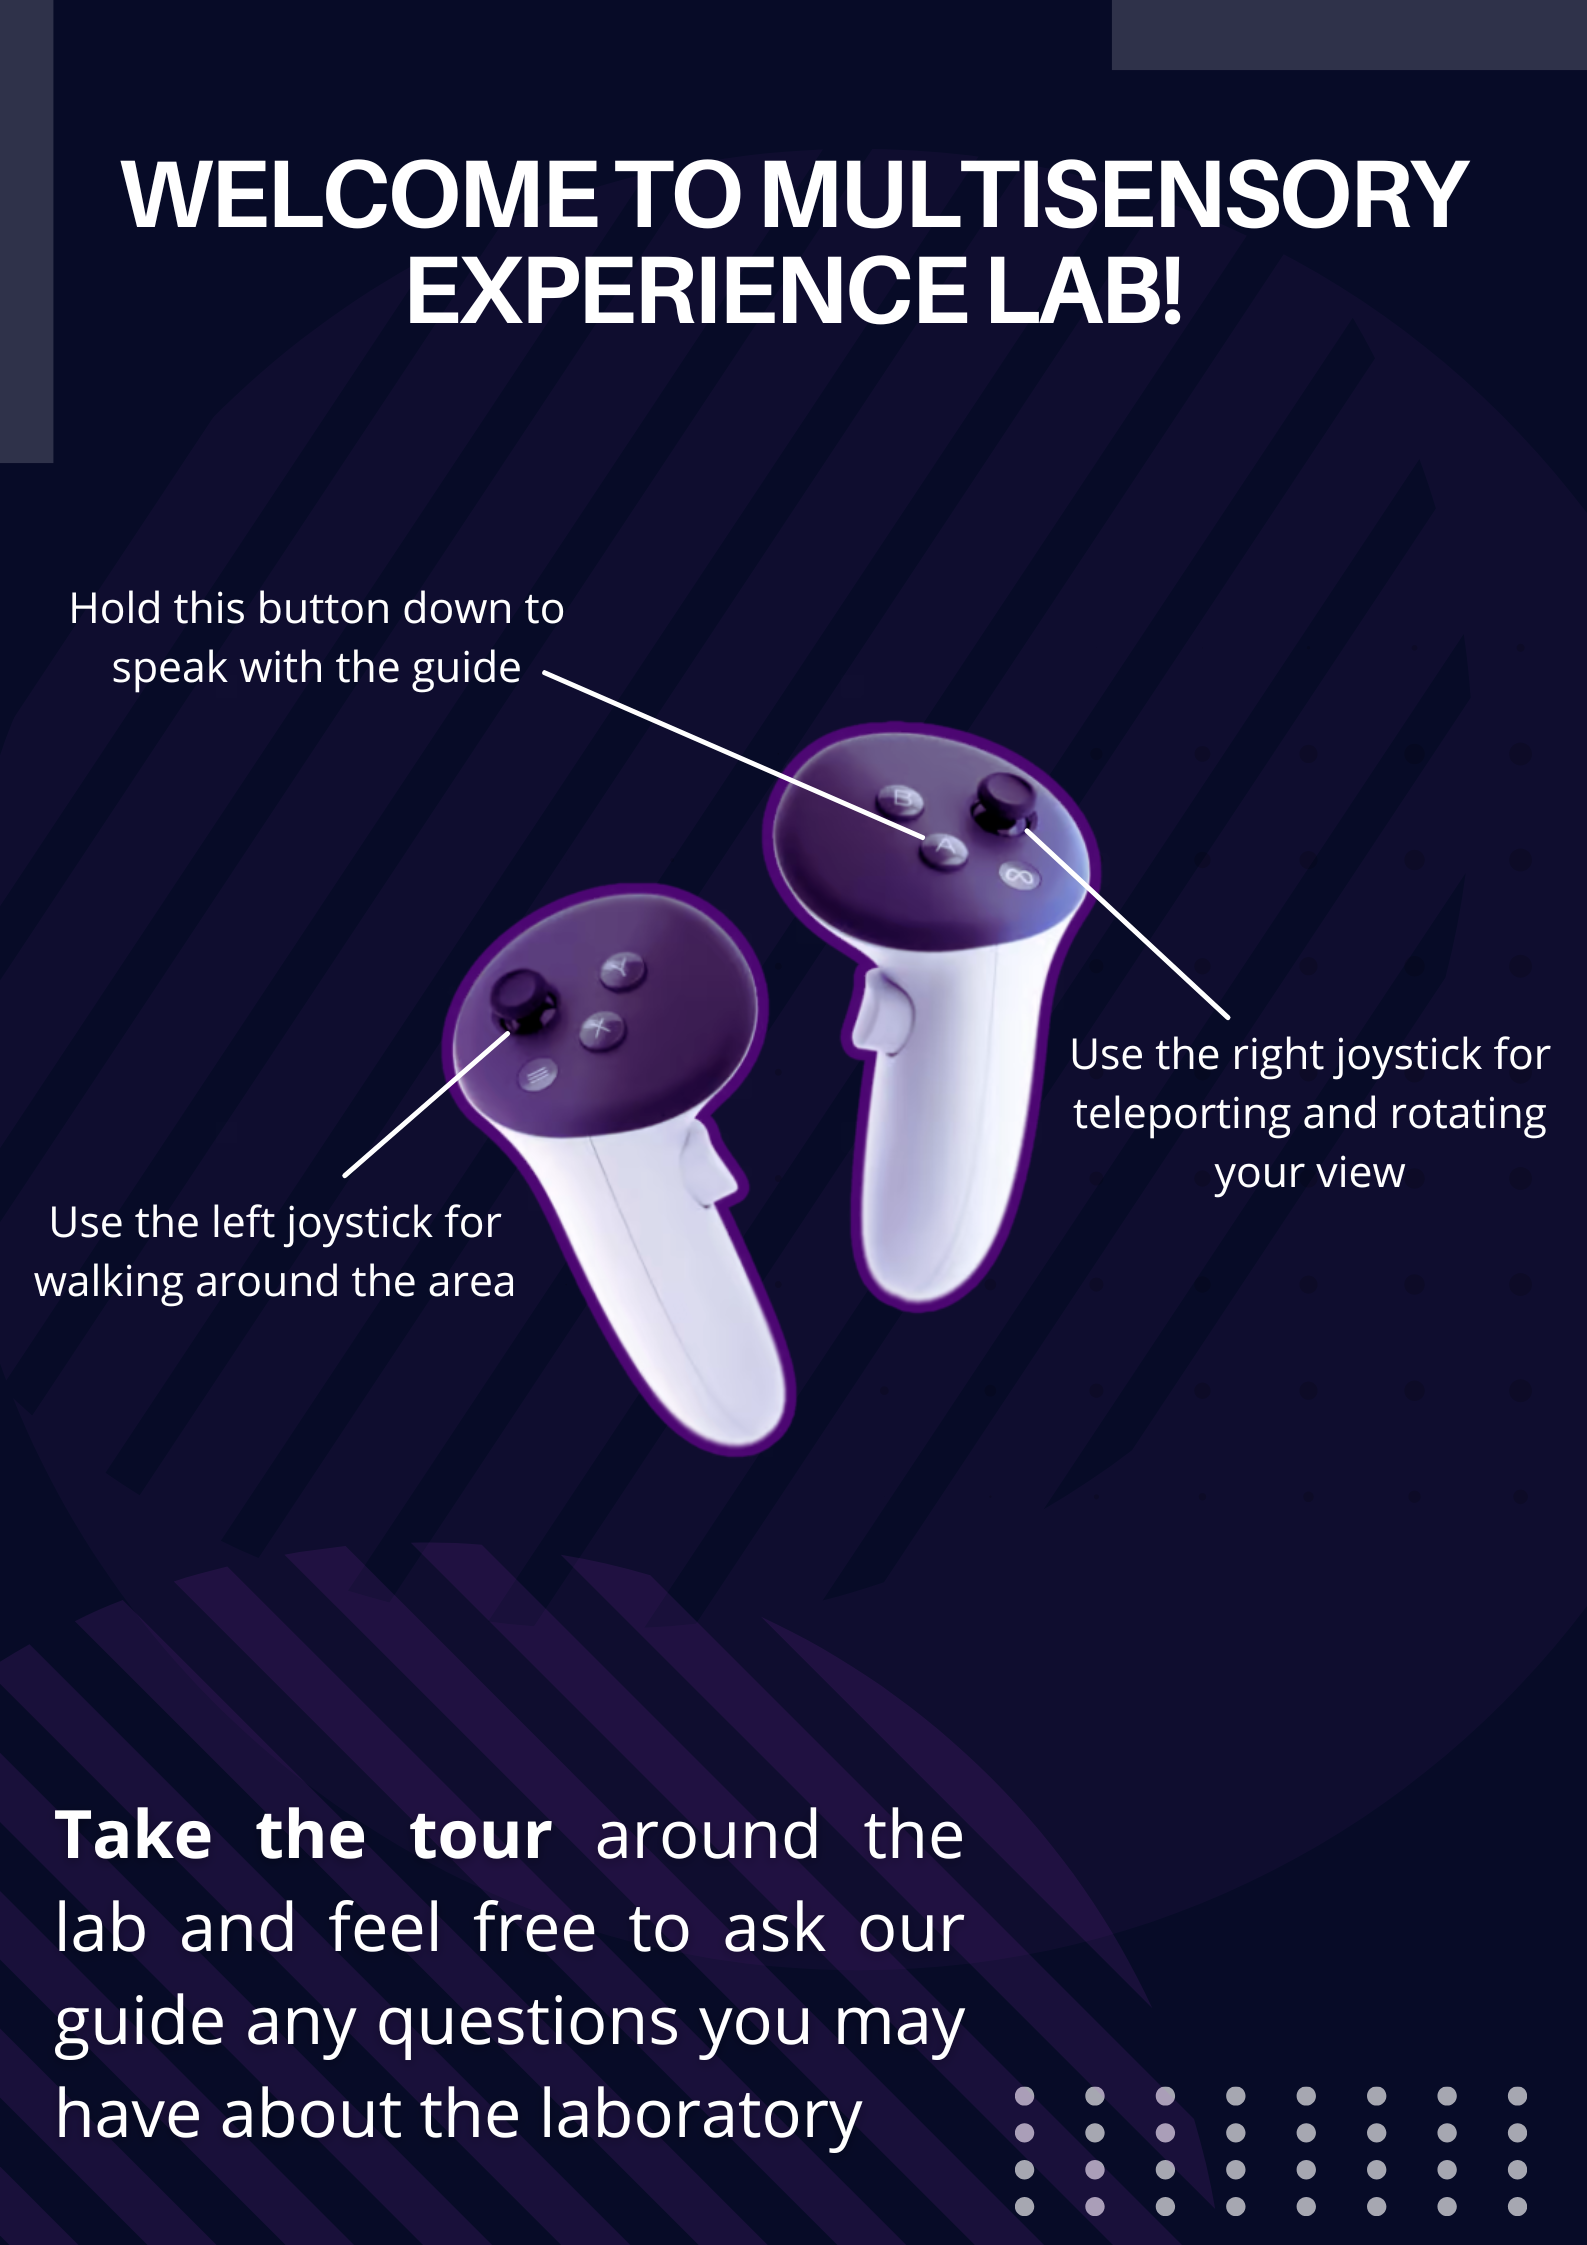 WELCOME TO MULTISENSORY
EXPERIENCE LAB!
Hold this button down to
speak with the guide
B
A
Y
X
Use the right joystick for
teleporting and rotating
your view
Use the left joystick for
walking around the area
Take the tour around the
lab and feel free to ask our
guide any questions you may
have about the laboratory